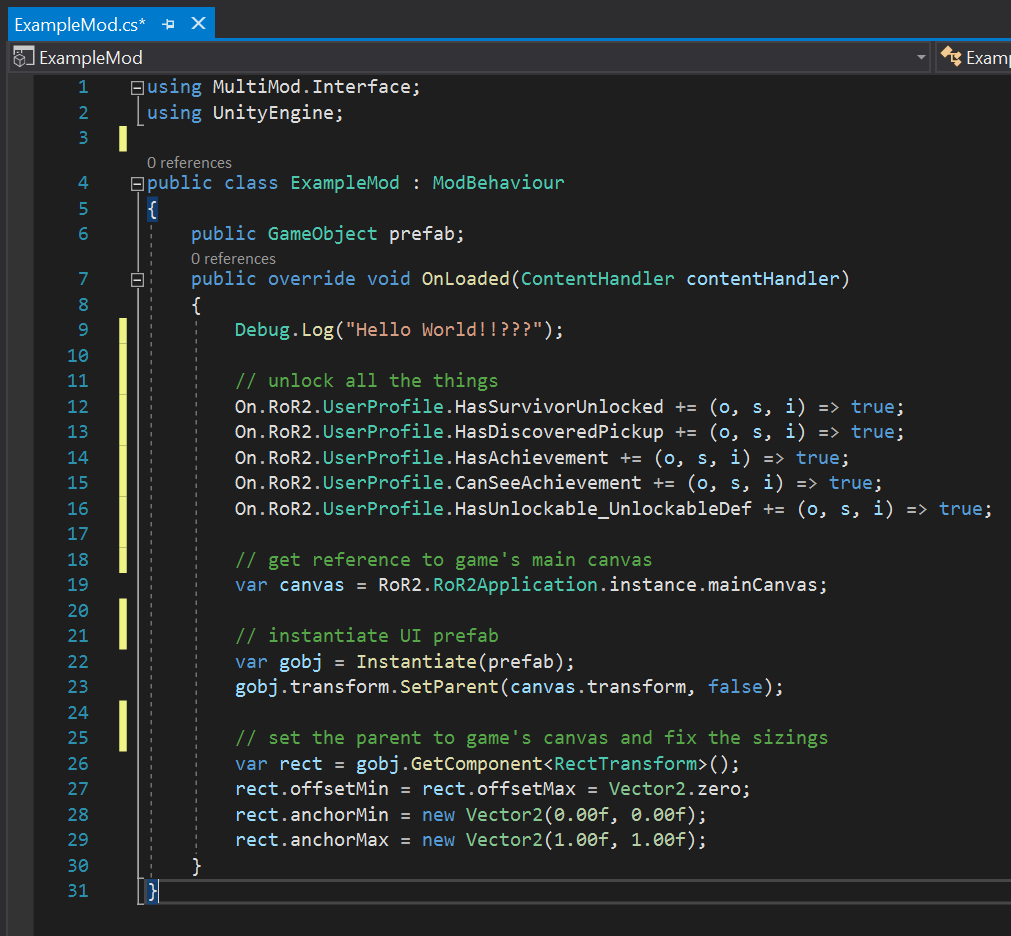 ExampleMod.cs*
ExampleMod
Examp
1 using MultiMod.Interface;
2 using UnityEngine;
3
0 references
4 public class ExampleMod : ModBehaviour
5 {
6 public GameObject prefab;
0 references
7 public override void OnLoaded(ContentHandler contentHandler)
8 {
9 Debug.Log("Hello World!!???");
10
11 // unlock all the things
12 On.RoR2.UserProfile.HasSurvivorUnlocked += (o, s, i) => true;
13 On.RoR2.UserProfile.HasDiscoveredPickup += (o, s, i) => true;
14 On.RoR2.UserProfile.HasAchievement += (o, s, i) => true;
15 On.RoR2.UserProfile.CanSeeAchievement += (o, s, i) => true;
16 On.RoR2.UserProfile.HasUnlockable_UnlockableDef += (o, s, i) => true;
17
18 // get reference to game's main canvas
19 var canvas = RoR2.RoR2Application.instance.mainCanvas;
20
21 // instantiate UI prefab
22 var gobj = Instantiate(prefab);
23 gobj.transform.SetParent(canvas.transform, false);
24
25 // set the parent to game's canvas and fix the sizings
26 var rect = gobj.GetComponent<RectTransform>();
27 rect.offsetMin = rect.offsetMax = Vector2.zero;
28 rect.anchorMin = new Vector2(0.00f, 0.00f);
29 rect.anchorMax = new Vector2(1.00f, 1.00f);
30 }
31 }